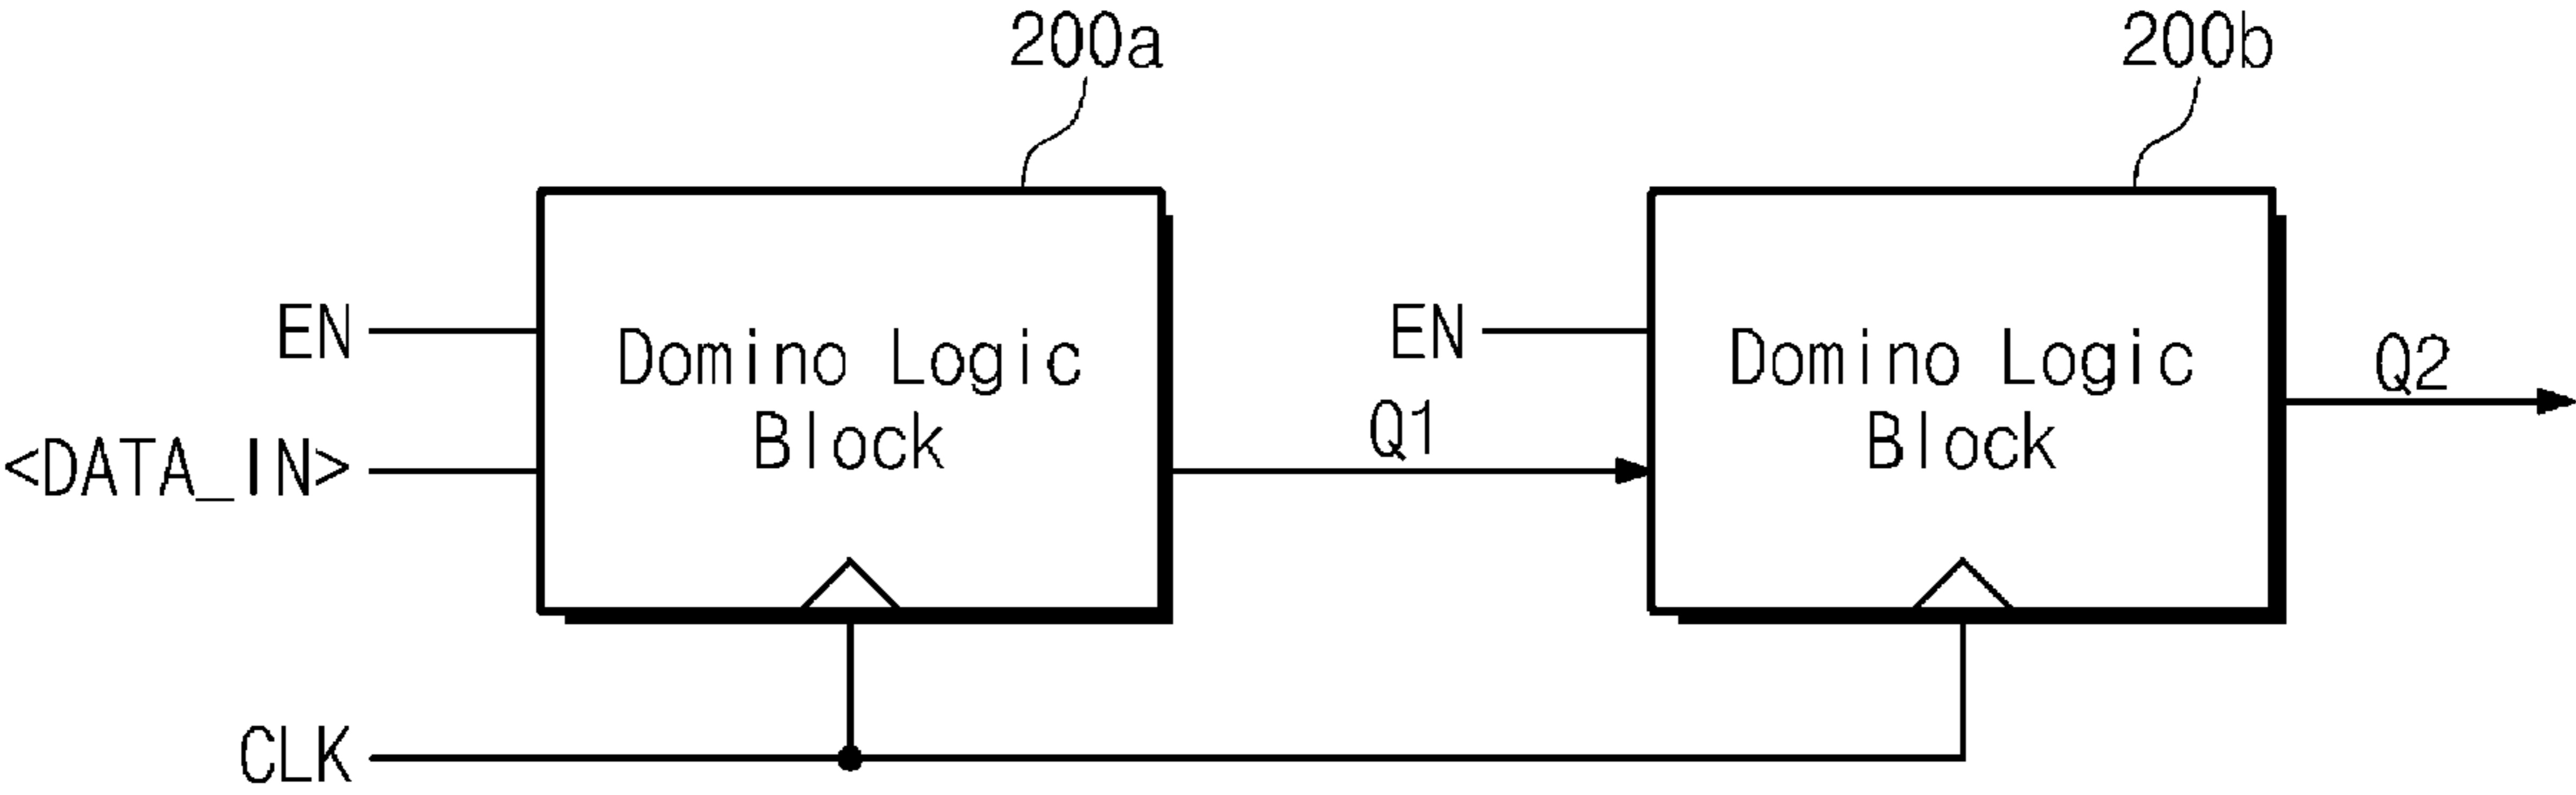 200a
200b
EN
Domino Logic
Block
<DATA_IN>
Q1
EN
Domino Logic
Block
Q2
CLK